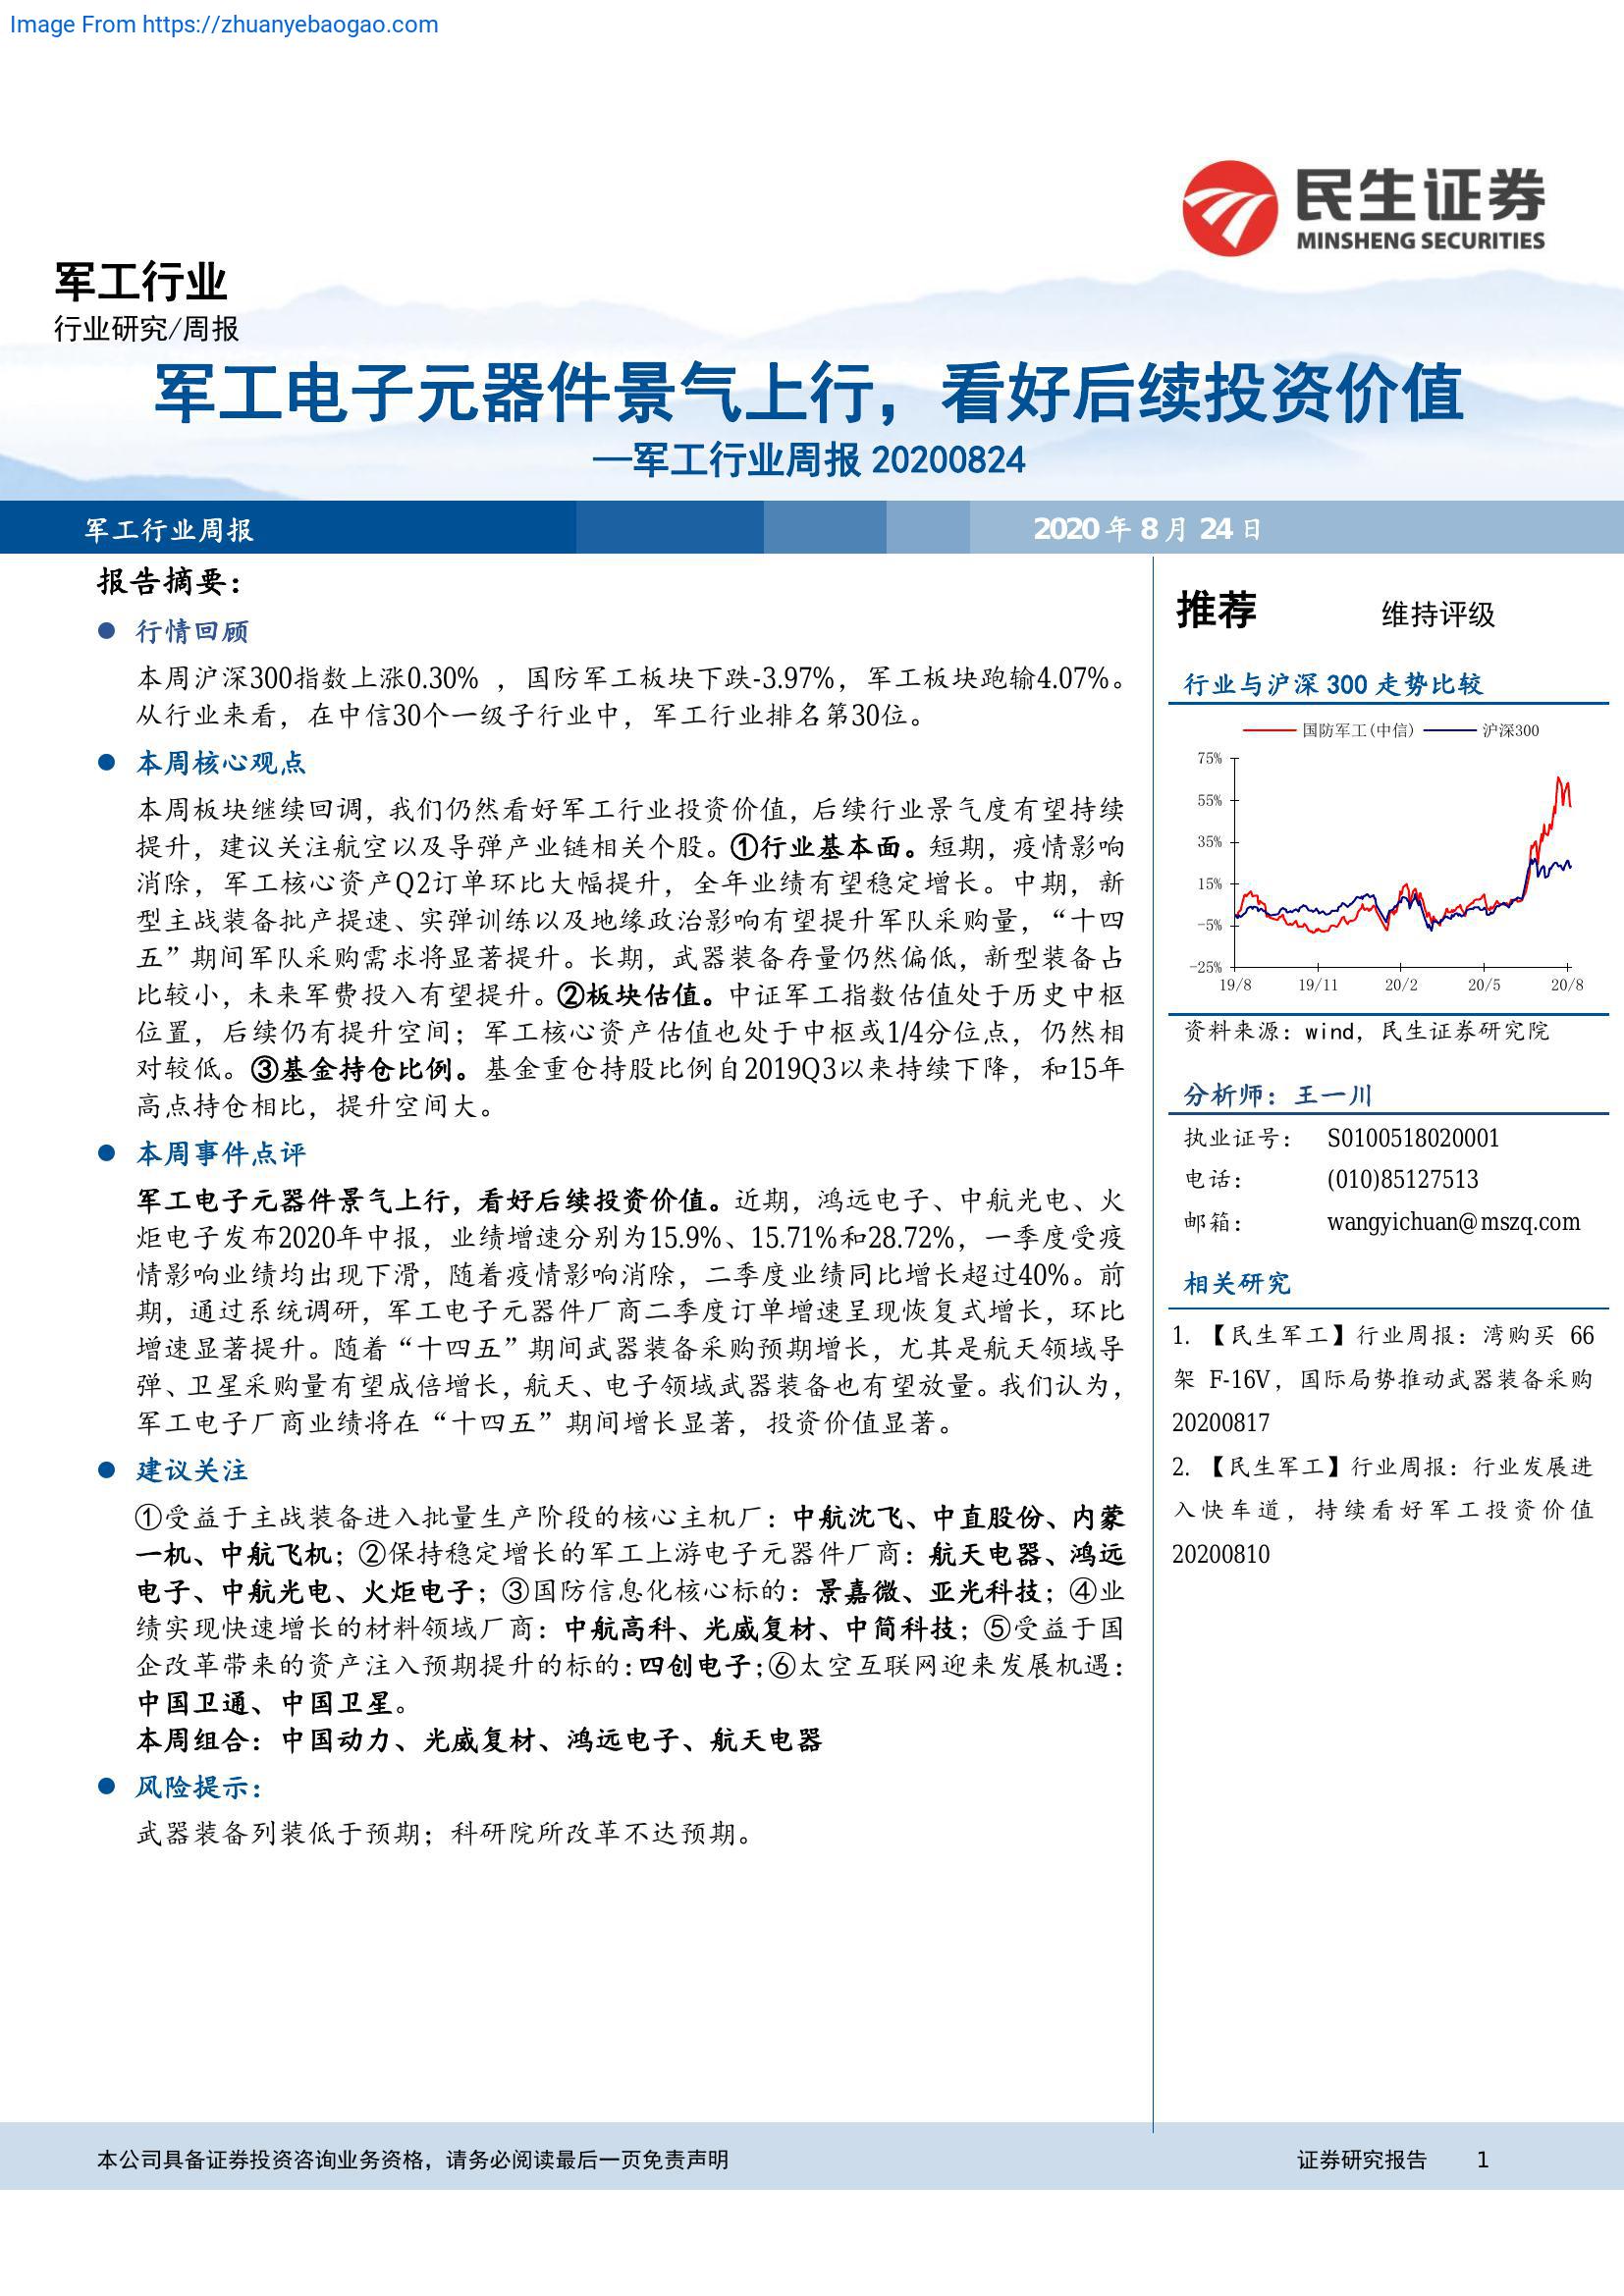 Image From https://zhuanyebaogao.com
民生证券
MINSHENG SECURITIES
军工行业
行业研究/周报
军工电子元器件景气上行，看好后续投资价值
—军工行业周报 20200824
军工行业周报
2020 年 8 月 24 日
报告摘要：
● 行情回顾
本周沪深300指数上涨0.30% ，国防军工板块下跌-3.97%，军工板块跑输4.07%。
从行业来看，在中信30个一级子行业中，军工行业排名第30位。
● 本周核心观点
本周板块继续回调，我们仍然看好军工行业投资价值，后续行业景气度有望持续
提升，建议关注航空以及导弹产业链相关个股。①行业基本面。短期，疫情影响
消除，军工核心资产Q2订单环比大幅提升，全年业绩有望稳定增长。中期，新
型主战装备批产提速、实弹训练以及地缘政治影响有望提升军队采购量，“十四
五”期间军队采购需求将显著提升。长期，武器装备存量仍然偏低，新型装备占
比较小，未来军费投入有望提升。②板块估值。中证军工指数估值处于历史中枢
位置，后续仍有提升空间；军工核心资产估值也处于中枢或1/4分位点，仍然相
对较低。③基金持仓比例。基金重仓持股比例自2019Q3以来持续下降，和15年
高点持仓相比，提升空间大。
● 本周事件点评
军工电子元器件景气上行，看好后续投资价值。近期，鸿远电子、中航光电、火
炬电子发布2020年中报，业绩增速分别为15.9%、15.71%和28.72%，一季度受疫
情影响业绩均出现下滑，随着疫情影响消除，二季度业绩同比增长超过40%。前
期，通过系统调研，军工电子元器件厂商二季度订单增速呈现恢复式增长，环比
增速显著提升。随着“十四五”期间武器装备采购预期增长，尤其是航天领域导
弹、卫星采购量有望成倍增长，航天、电子领域武器装备也有望放量。我们认为，
军工电子厂商业绩将在“十四五”期间增长显著，投资价值显著。
● 建议关注
①受益于主战装备进入批量生产阶段的核心主机厂：中航沈飞、中直股份、内蒙
一机、中航飞机；②保持稳定增长的军工上游电子元器件厂商：航天电器、鸿远
电子、中航光电、火炬电子；③国防信息化核心标的：景嘉微、亚光科技；④业
绩实现快速增长的材料领域厂商：中航高科、光威复材、中简科技；⑤受益于国
企改革带来的资产注入预期提升的标的：四创电子；⑥太空互联网迎来发展机遇：
中国卫通、中国卫星。
本周组合：中国动力、光威复材、鸿远电子、航天电器
● 风险提示：
武器装备列装低于预期；科研院所改革不达预期。
推荐 维持评级
行业与沪深 300 走势比较
国防军工(中信) 沪深300
75%
55%
35%
15%
-5%
-25%
19/8 19/11 20/2 20/5 20/8
资料来源：wind，民生证券研究院
分析师：王一川
执业证号： S0100518020001
电话： (010)85127513
邮箱： wangyichuan@mszq.com
相关研究
1. 【民生军工】行业周报：湾购买 66
架 F-16V，国际局势推动武器装备采购
20200817
2. 【民生军工】行业周报：行业发展进
入快车道，持续看好军工投资价值
20200810
本公司具备证券投资咨询业务资格，请务必阅读最后一页免责声明
证券研究报告 1